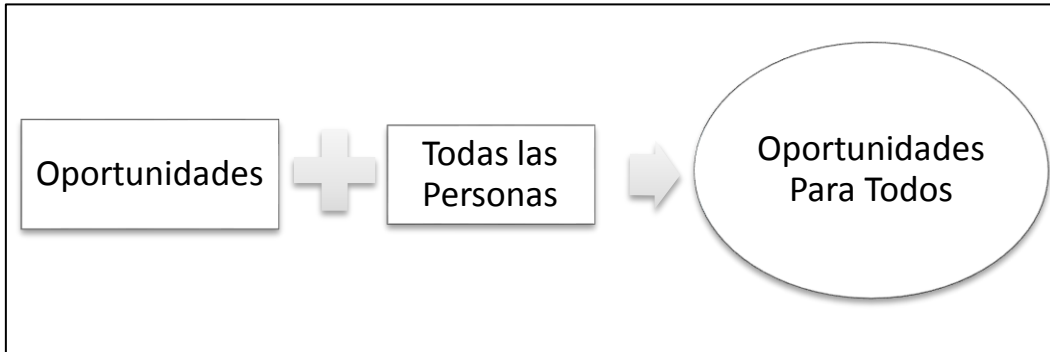 Oportunidades
Todas las
Personas
Oportunidades
Para Todos